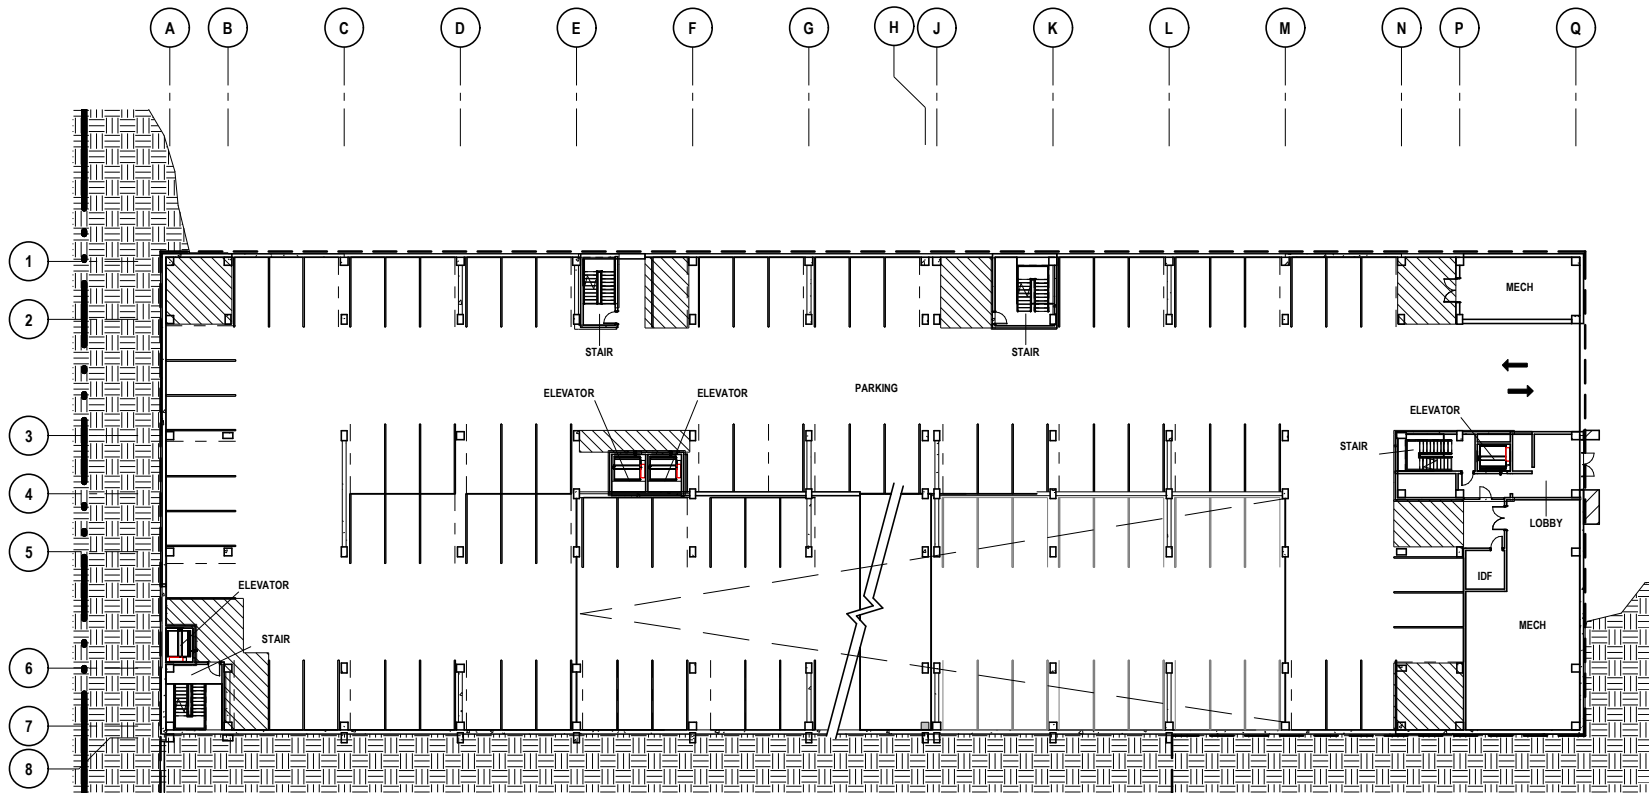 A B C D E F G H J K L M N P Q
1
MECH
2
STAIR
STAIR
PARKING
ELEVATOR
ELEVATOR
ELEVATOR
3
STAIR
4
LOBBY
5
IDF
ELEVATOR
MECH
STAIR
6
7
8